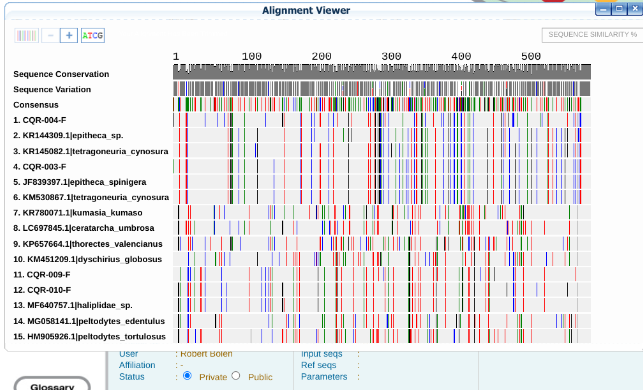 Alignment Viewer
− + ATCG SEQUENCE SIMILARITY %
1 100 200 300 400 500
Sequence Conservation
Sequence Variation
Consensus
1. CQR-004-F
2. KR144309.1|epitheca_sp.
3. KR145082.1|tetragoneuria_cynosura
4. CQR-003-F
5. JF839397.1|epitheca_spinigera
6. KM530867.1|tetragoneuria_cynosura
7. KR780071.1|kumasia_kumaso
8. LC697845.1|ceratarcha_umbrosa
9. KP657664.1|thorectes_valencianus
10. KM451209.1|dyschirius_globosus
11. CQR-009-F
12. CQR-010-F
13. MF640757.1|haliplidae_sp.
14. MG058141.1|peltodytes_edentulus
15. HM905926.1|peltodytes_tortulosus
User : Robert Bolen Input seqs :
Affiliation : - Ref seqs :
Status : Private Public Parameters :
Glossary